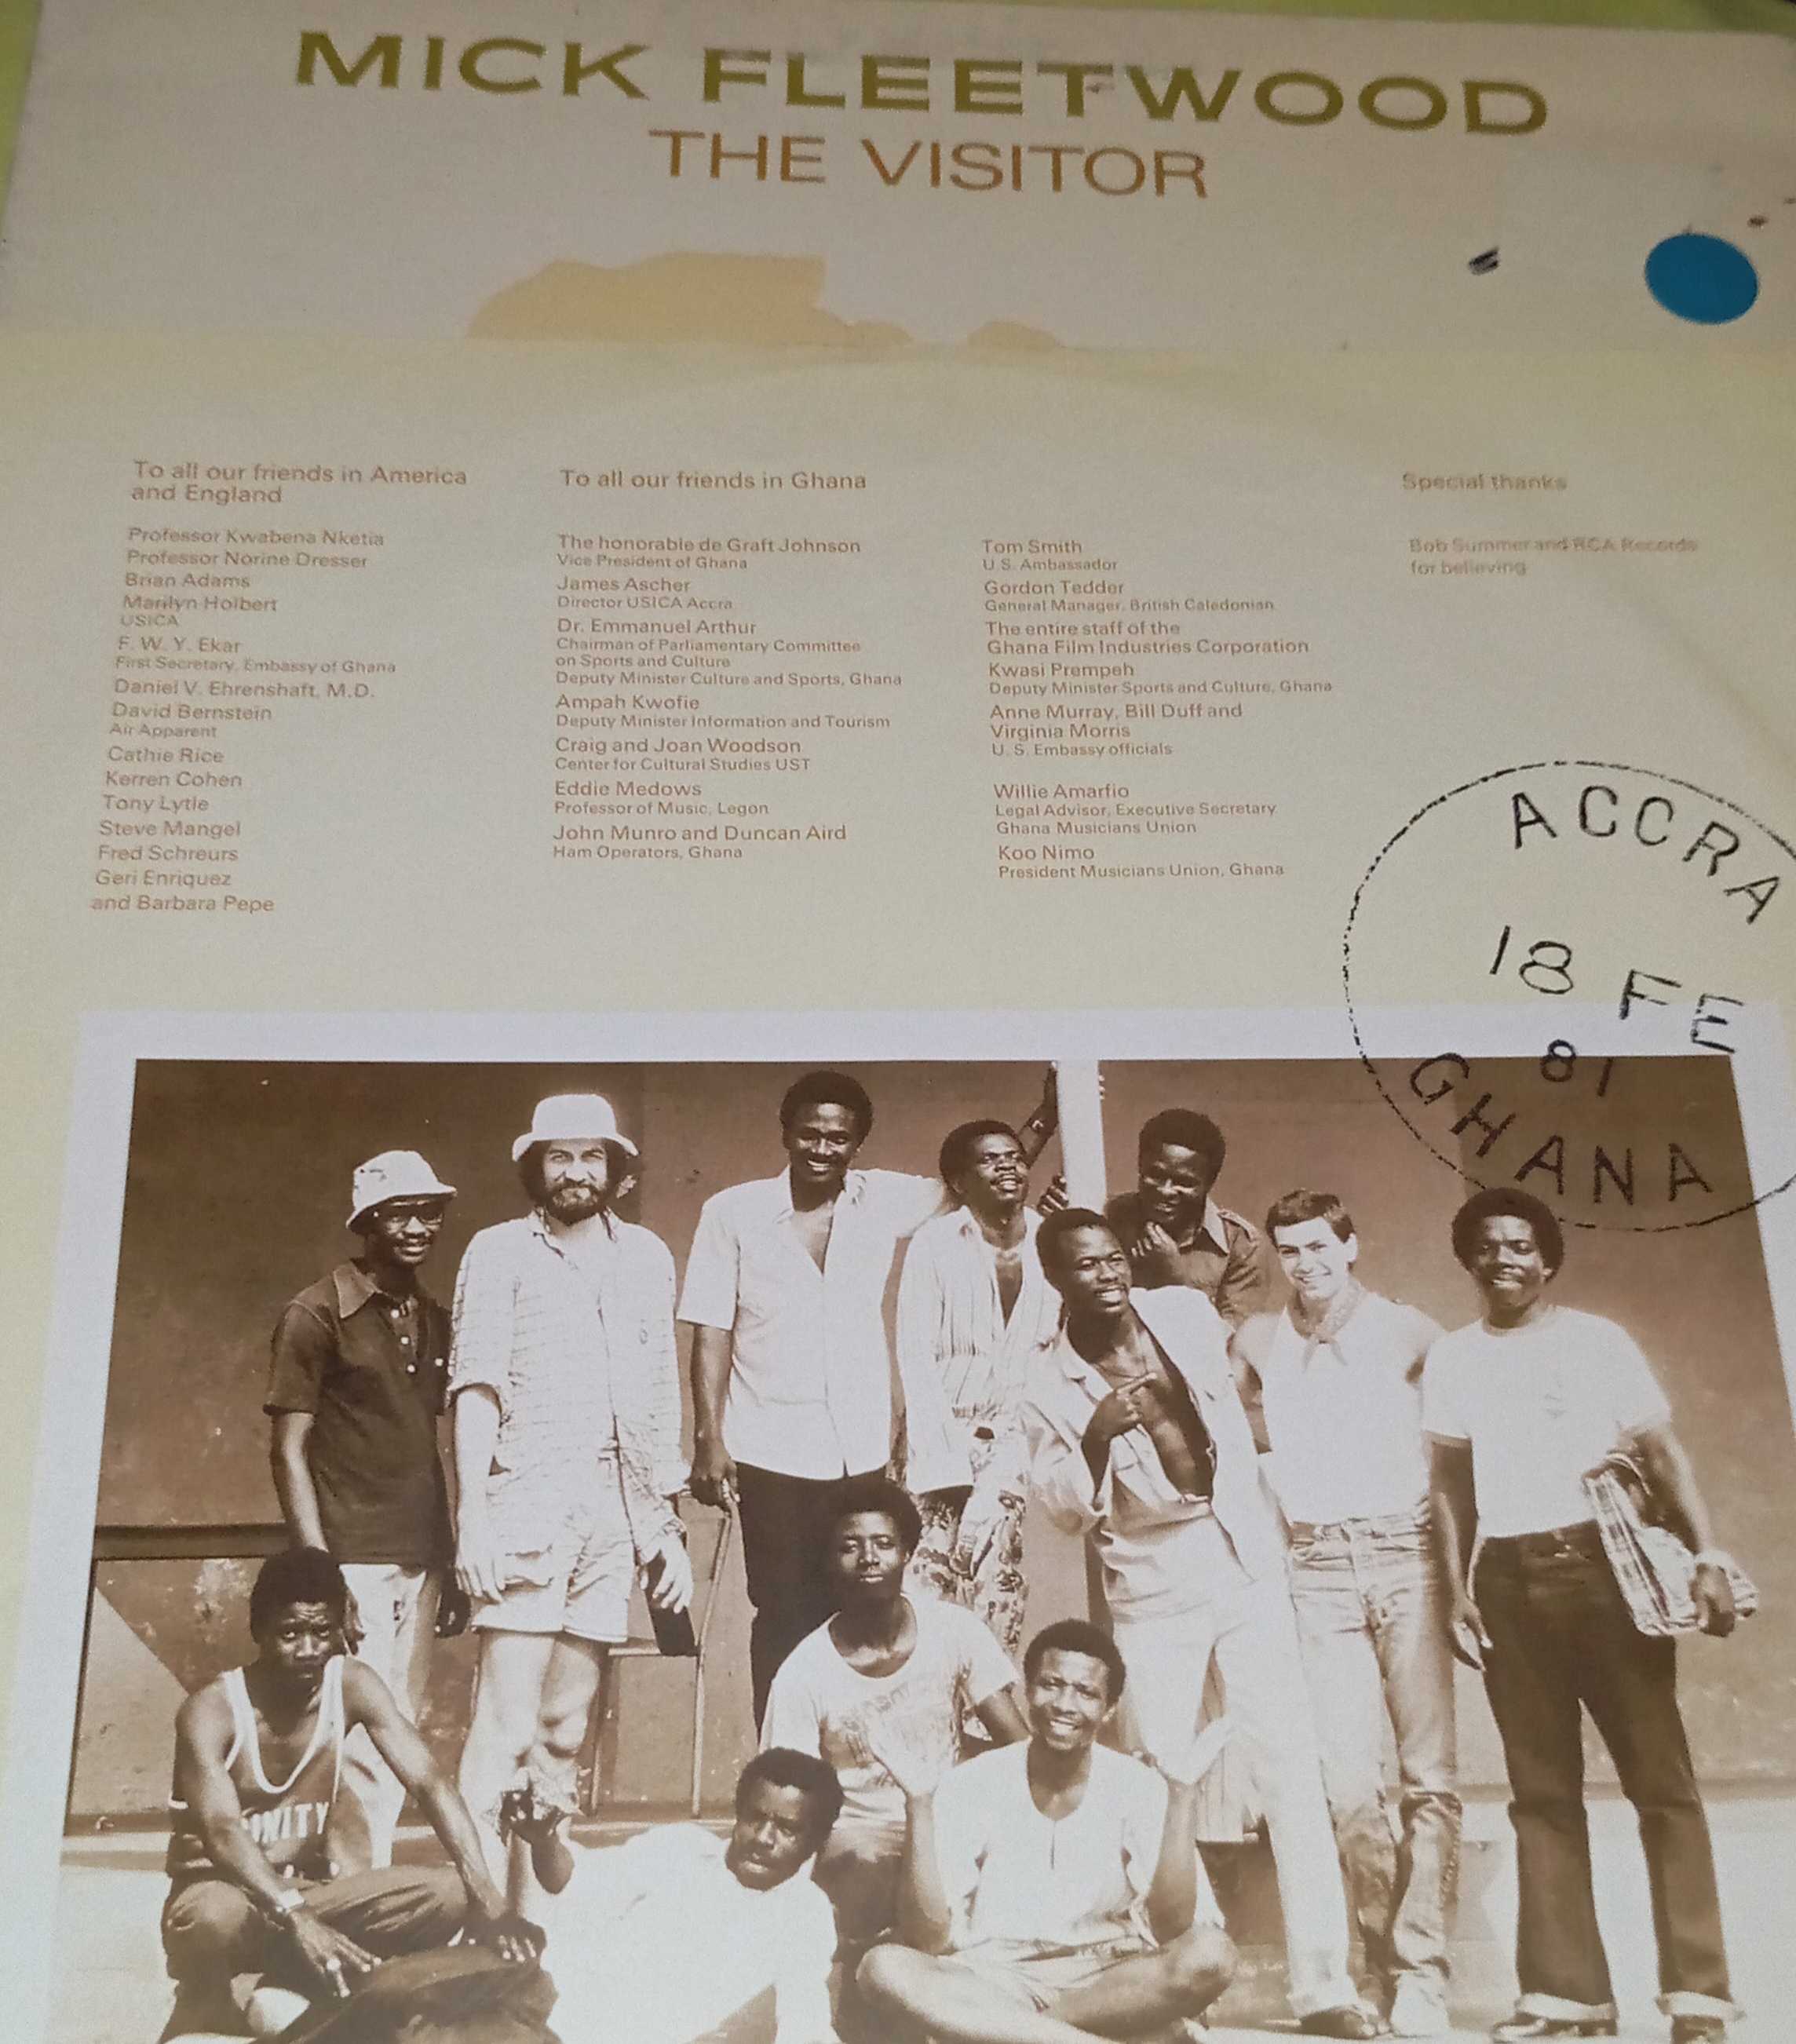 MICK FLEETWOOD
THE VISITOR
To all our friends in America
and England
Professor Kwabena Nketia
Professor Norine Dresser
Brian Adams
Marilyn Holbert
USICA
F. W. Y. Ekar
First Secretary, Embassy of Ghana
Daniel V. Ehrenshaft, M.D.
David Bernstein
Air Apparent
Cathie Rice
Kerren Cohen
Tony Lytle
Steve Mangel
Fred Schreurs
Geri Enriquez
and Barbara Pepe
To all our friends in Ghana
The honorable de Graft Johnson
Vice President of Ghana
James Ascher
Director USICA Accra
Dr. Emmanuel Arthur
Chairman of Parliamentary Committee
on Sports and Culture
Deputy Minister Culture and Sports, Ghana
Ampah Kwofie
Deputy Minister Information and Tourism
Craig and Joan Woodson
Center for Cultural Studies UST
Eddie Medows
Professor of Music, Legon
John Munro and Duncan Aird
Ham Operators, Ghana
Tom Smith
U.S. Ambassador
Gordon Tedder
General Manager, British Caledonian
The entire staff of the
Ghana Film Industries Corporation
Kwasi Prempeh
Deputy Minister Sports and Culture, Ghana
Anne Murray, Bill Duff and
Virginia Morris
U.S. Embassy officials
Willie Amarfio
Legal Advisor, Executive Secretary
Ghana Musicians Union
Koo Nimo
President Musicians Union, Ghana
Special thanks
Bob Summer and RCA Records
for believing
ACCRA
18 FE
81
GHANA